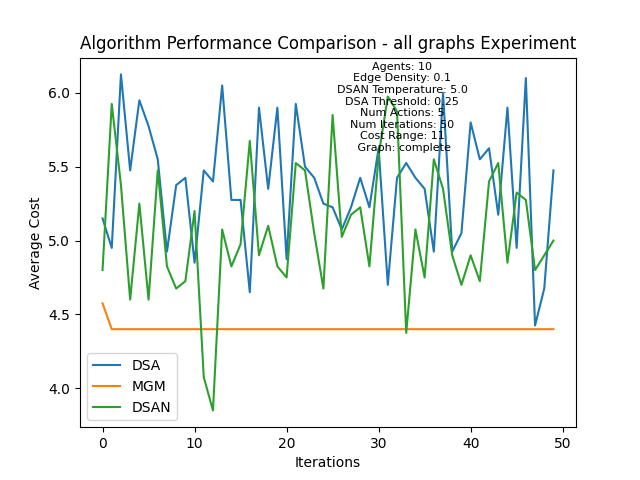 Algorithm Performance Comparison - all graphs Experiment
Agents: 10
Edge Density: 0.1
DSAN Temperature: 5.0
DSA Threshold: 0.25
Num Actions: 5
Num Iterations: 50
Cost Range: 11
Graph: complete
6.0
5.5
5.0
4.5
4.0
Average Cost
DSA
MGM
DSAN
0
10
20
30
40
50
Iterations